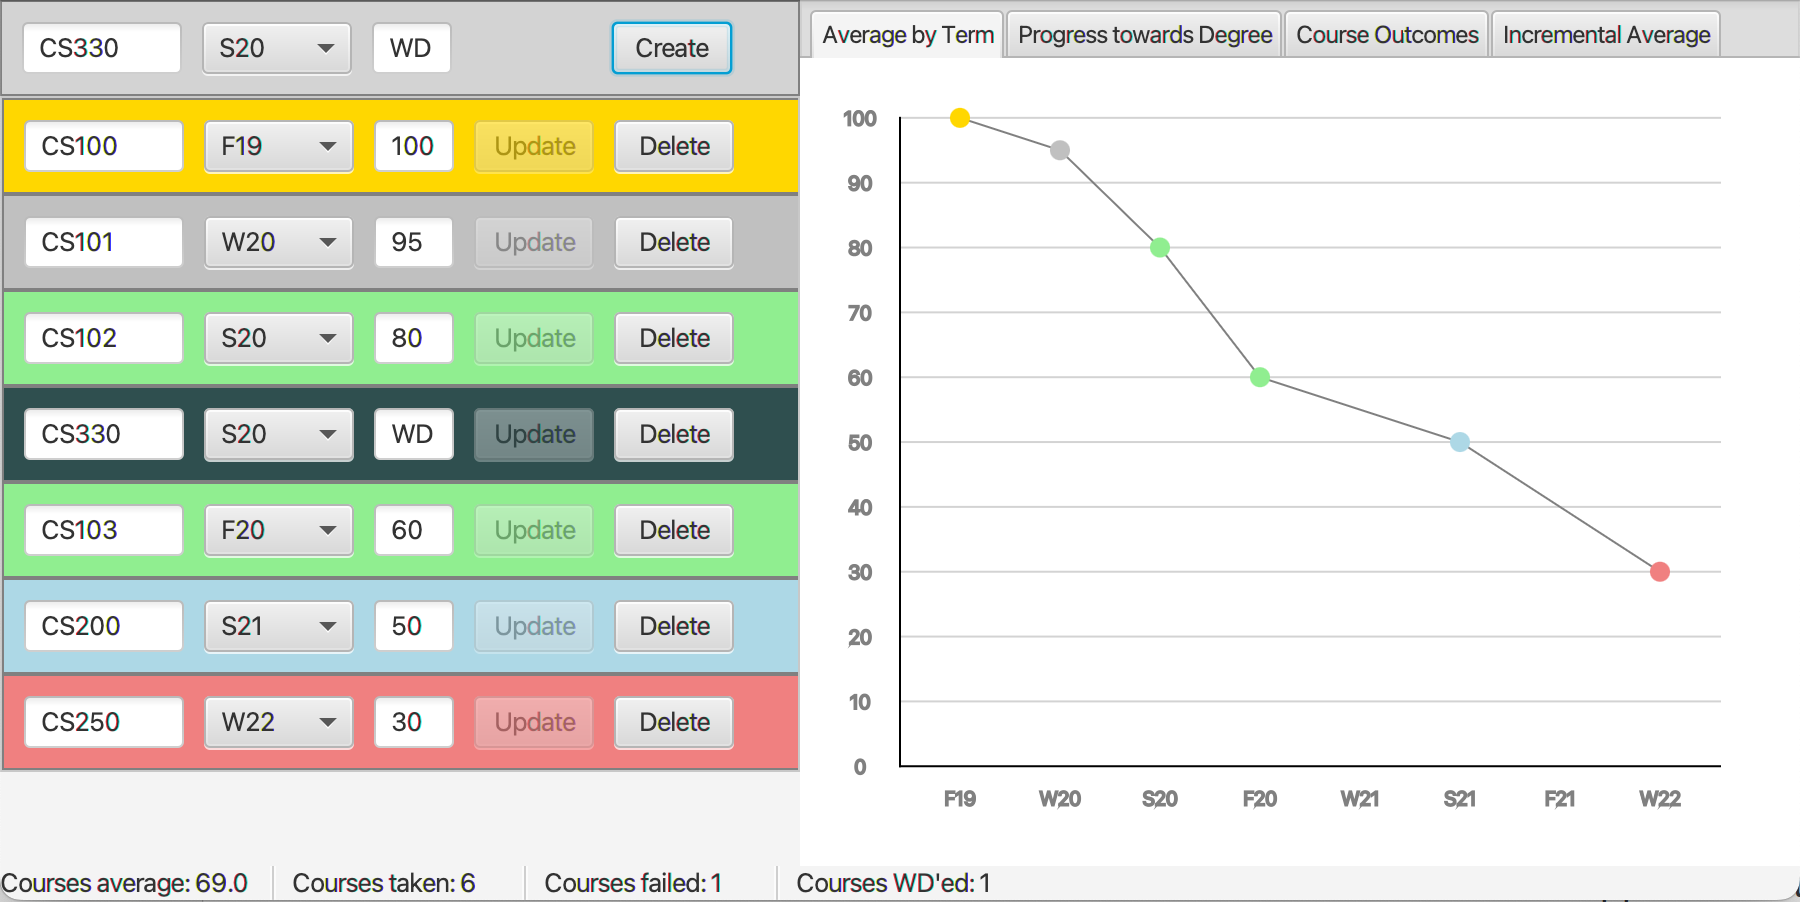 CS330 S20 WD Create
CS100 F19 100 Update Delete
CS101 W20 95 Update Delete
CS102 S20 80 Update Delete
CS330 S20 WD Update Delete
CS103 F20 60 Update Delete
CS200 S21 50 Update Delete
CS250 W22 30 Update Delete
Average by Term Progress towards Degree Course Outcomes Incremental Average
100
90
80
70
60
50
40
30
20
10
0
F19 W20 S20 F20 W21 S21 F21 W22
Courses average: 69.0 Courses taken: 6 Courses failed: 1 Courses WD'ed: 1